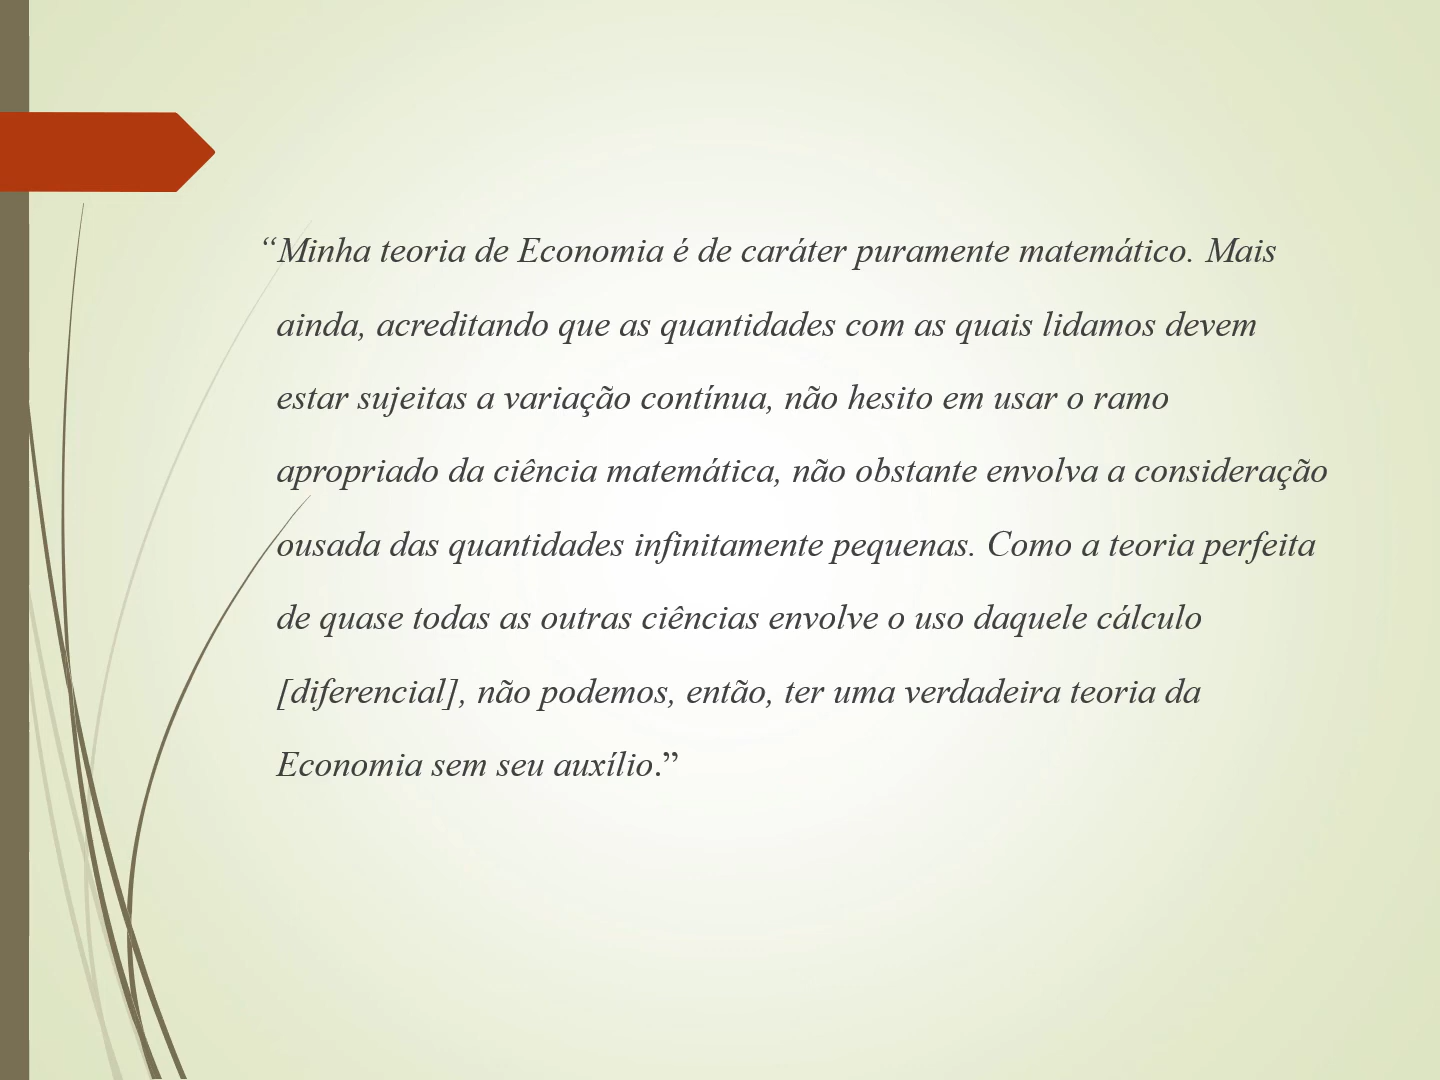 “Minha teoria de Economia é de caráter puramente matemático. Mais
ainda, acreditando que as quantidades com as quais lidamos devem
estar sujeitas a variação contínua, não hesito em usar o ramo
apropriado da ciência matemática, não obstante envolva a consideração
ousada das quantidades infinitamente pequenas. Como a teoria perfeita
de quase todas as outras ciências envolve o uso daquele cálculo
[diferencial], não podemos, então, ter uma verdadeira teoria da
Economia sem seu auxílio.”